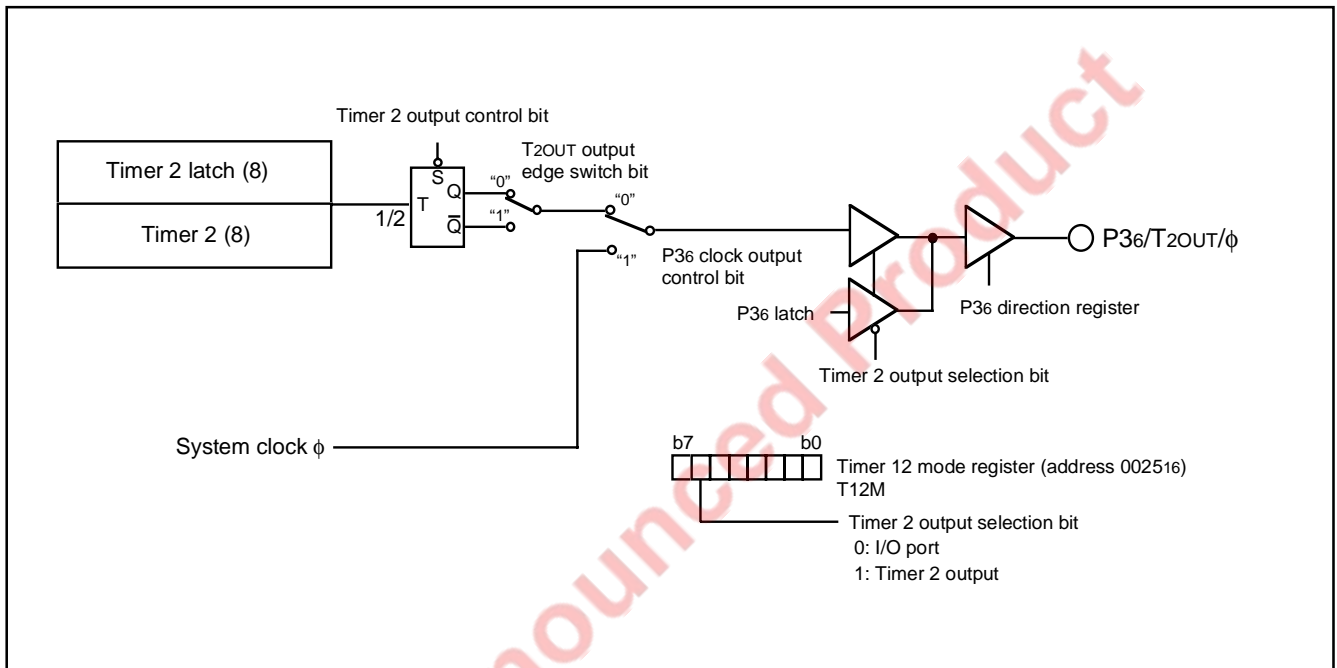 Timer 2 output control bit
Timer 2 latch (8)
Timer 2 (8)
T2OUT output
edge switch bit
S
T
Q
Q̅
1/2
“0”
“1”
“0”
“1”
P36 clock output
control bit
P36 latch
P36/T2OUT/ϕ
P36 direction register
Timer 2 output selection bit
System clock ϕ
b7 b0
Timer 12 mode register (address 002516)
T12M
Timer 2 output selection bit
0: I/O port
1: Timer 2 output
nounced Product